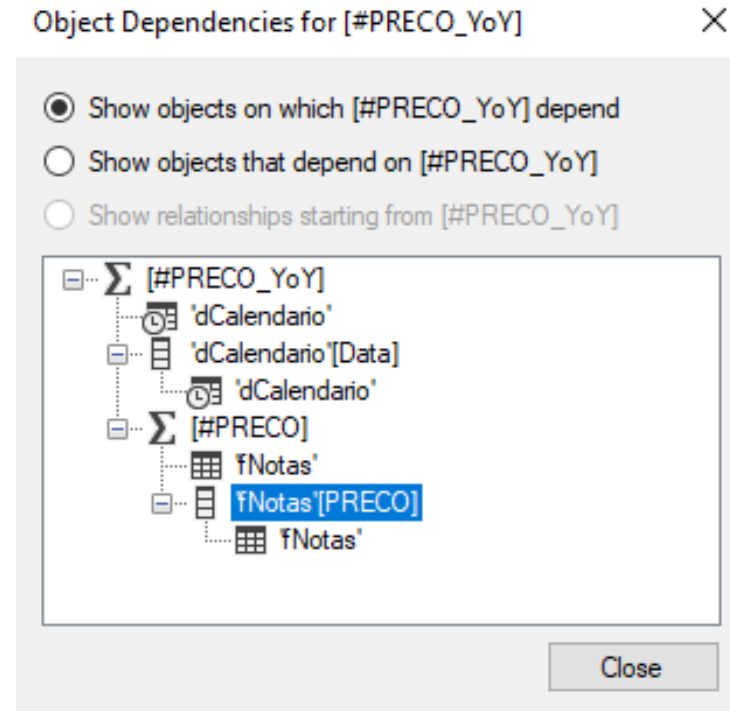 Object Dependencies for [#PRECO_YoY]
Show objects on which [#PRECO_YoY] depend
Show objects that depend on [#PRECO_YoY]
Show relationships starting from [#PRECO_YoY]
[#PRECO_YoY]
'dCalendario'
'dCalendario'[Data]
'dCalendario'
[#PRECO]
'fNotas'
'fNotas'[PRECO]
'fNotas'
Close